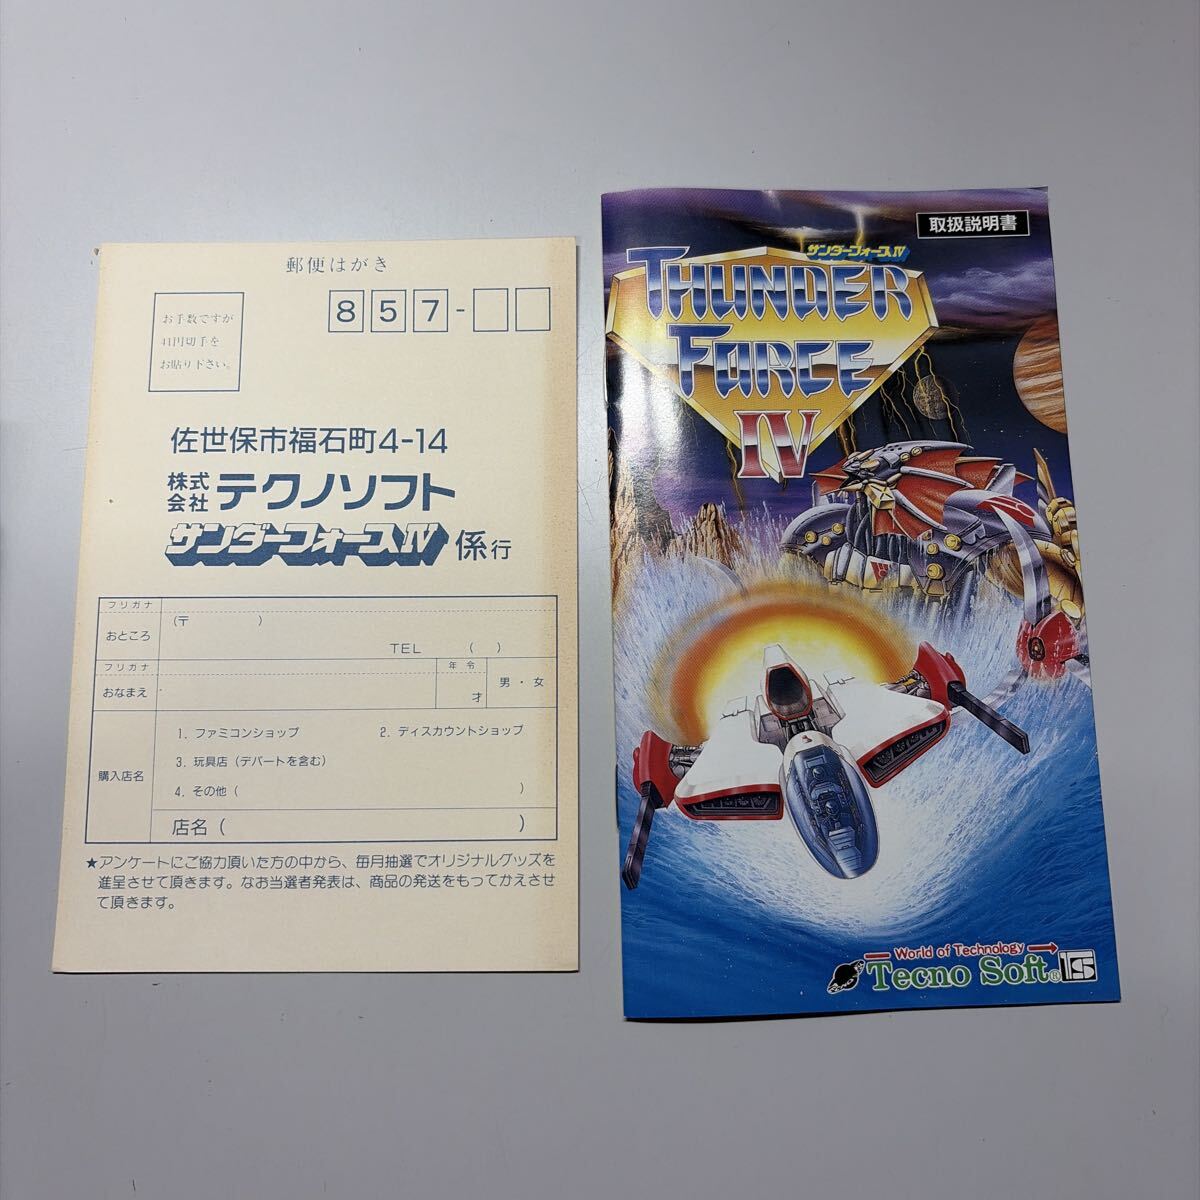 郵便はがき
857-
お手数ですが
41円切手を
お貼り下さい。
佐世保市福石町4-14
株式会社 テクノソフト
サンダーフォースIV 係行
フリガナ
おところ
(〒 )
TEL ( )
フリガナ
おなまえ
年令
才
男・女
購入店名
1. ファミコンショップ 2. ディスカウントショップ
3. 玩具店(デパートを含む)
4. その他( )
店名( )
★アンケートにご協力頂いた方の中から、毎月抽選でオリジナルグッズを
進呈させて頂きます。なお当選者発表は、商品の発送をもってかえさせ
て頂きます。
取扱説明書
サンダーフォースIV
THUNDER
FORCE
IV
World of Technology
Tecno Soft®